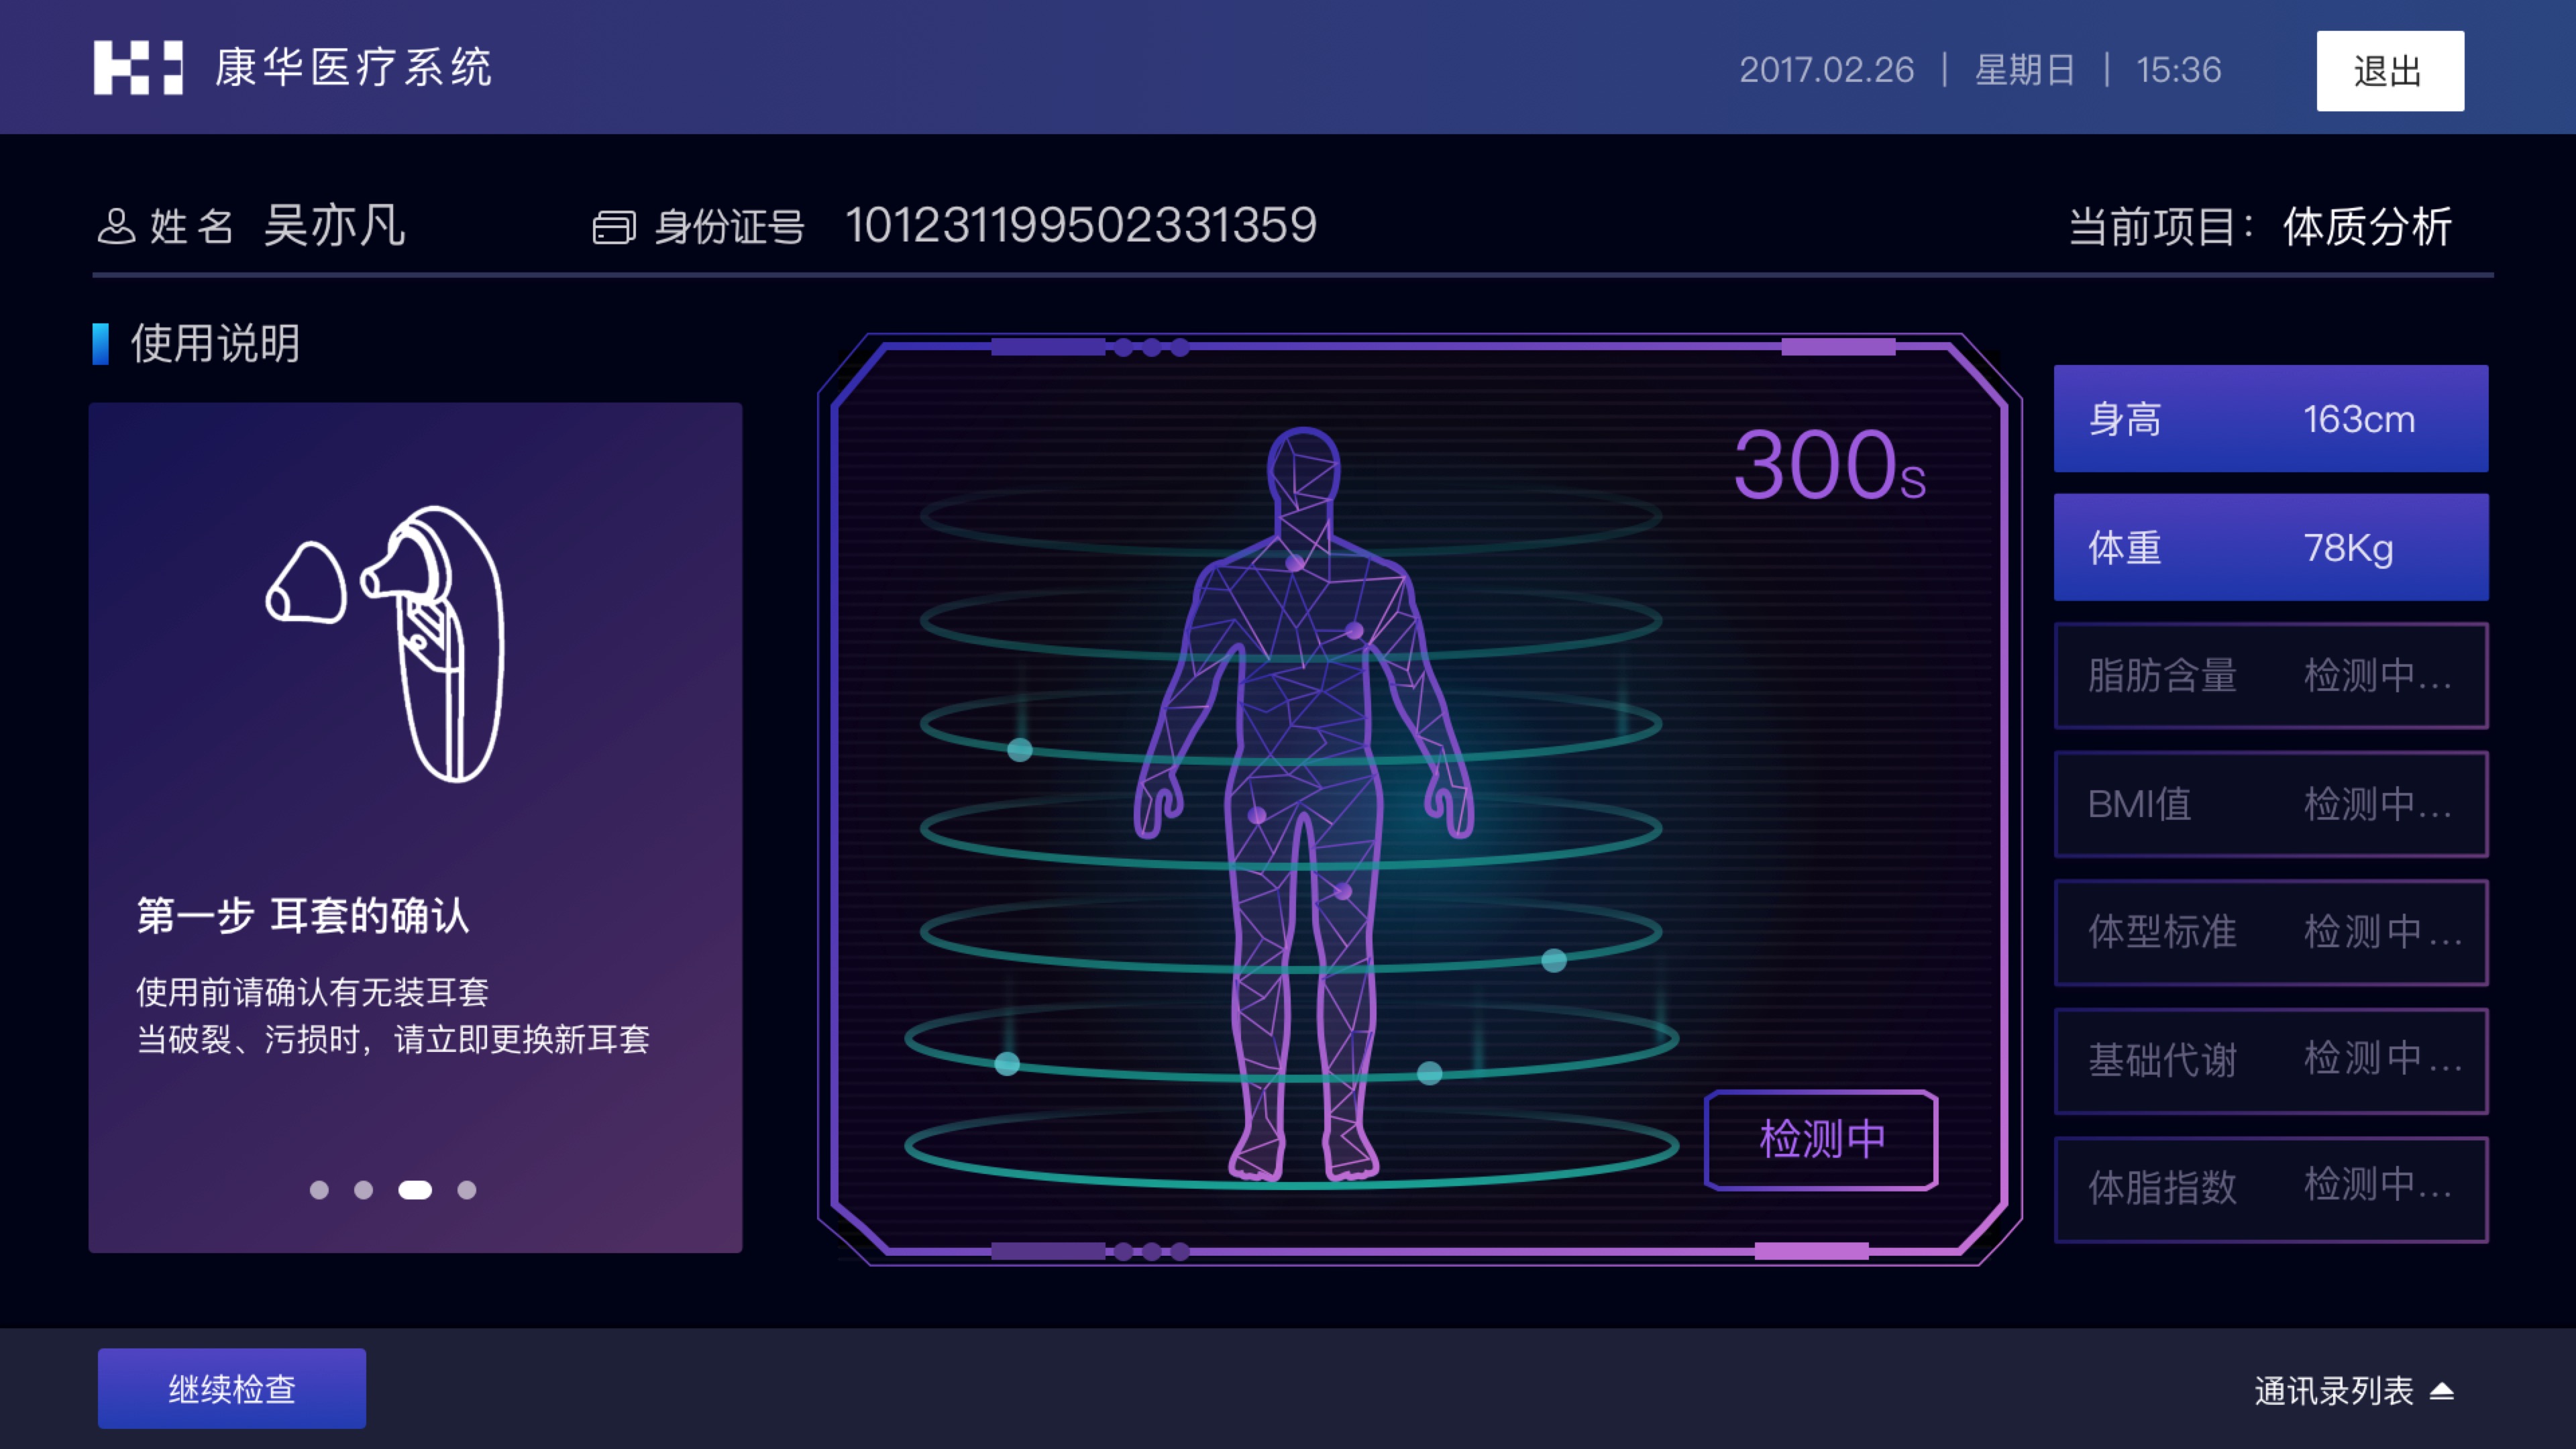 康华医疗系统
2017.02.26 | 星期日 | 15:36
退出
姓名 吴亦凡
身份证号 101231199502331359
当前项目： 体质分析
使用说明
第一步 耳套的确认
使用前请确认有无装耳套
当破裂、污损时，请立即更换新耳套
300s
检测中
身高 163cm
体重 78Kg
脂肪含量 检测中...
BMI值 检测中...
体型标准 检测中...
基础代谢 检测中...
体脂指数 检测中...
继续检查
通讯录列表